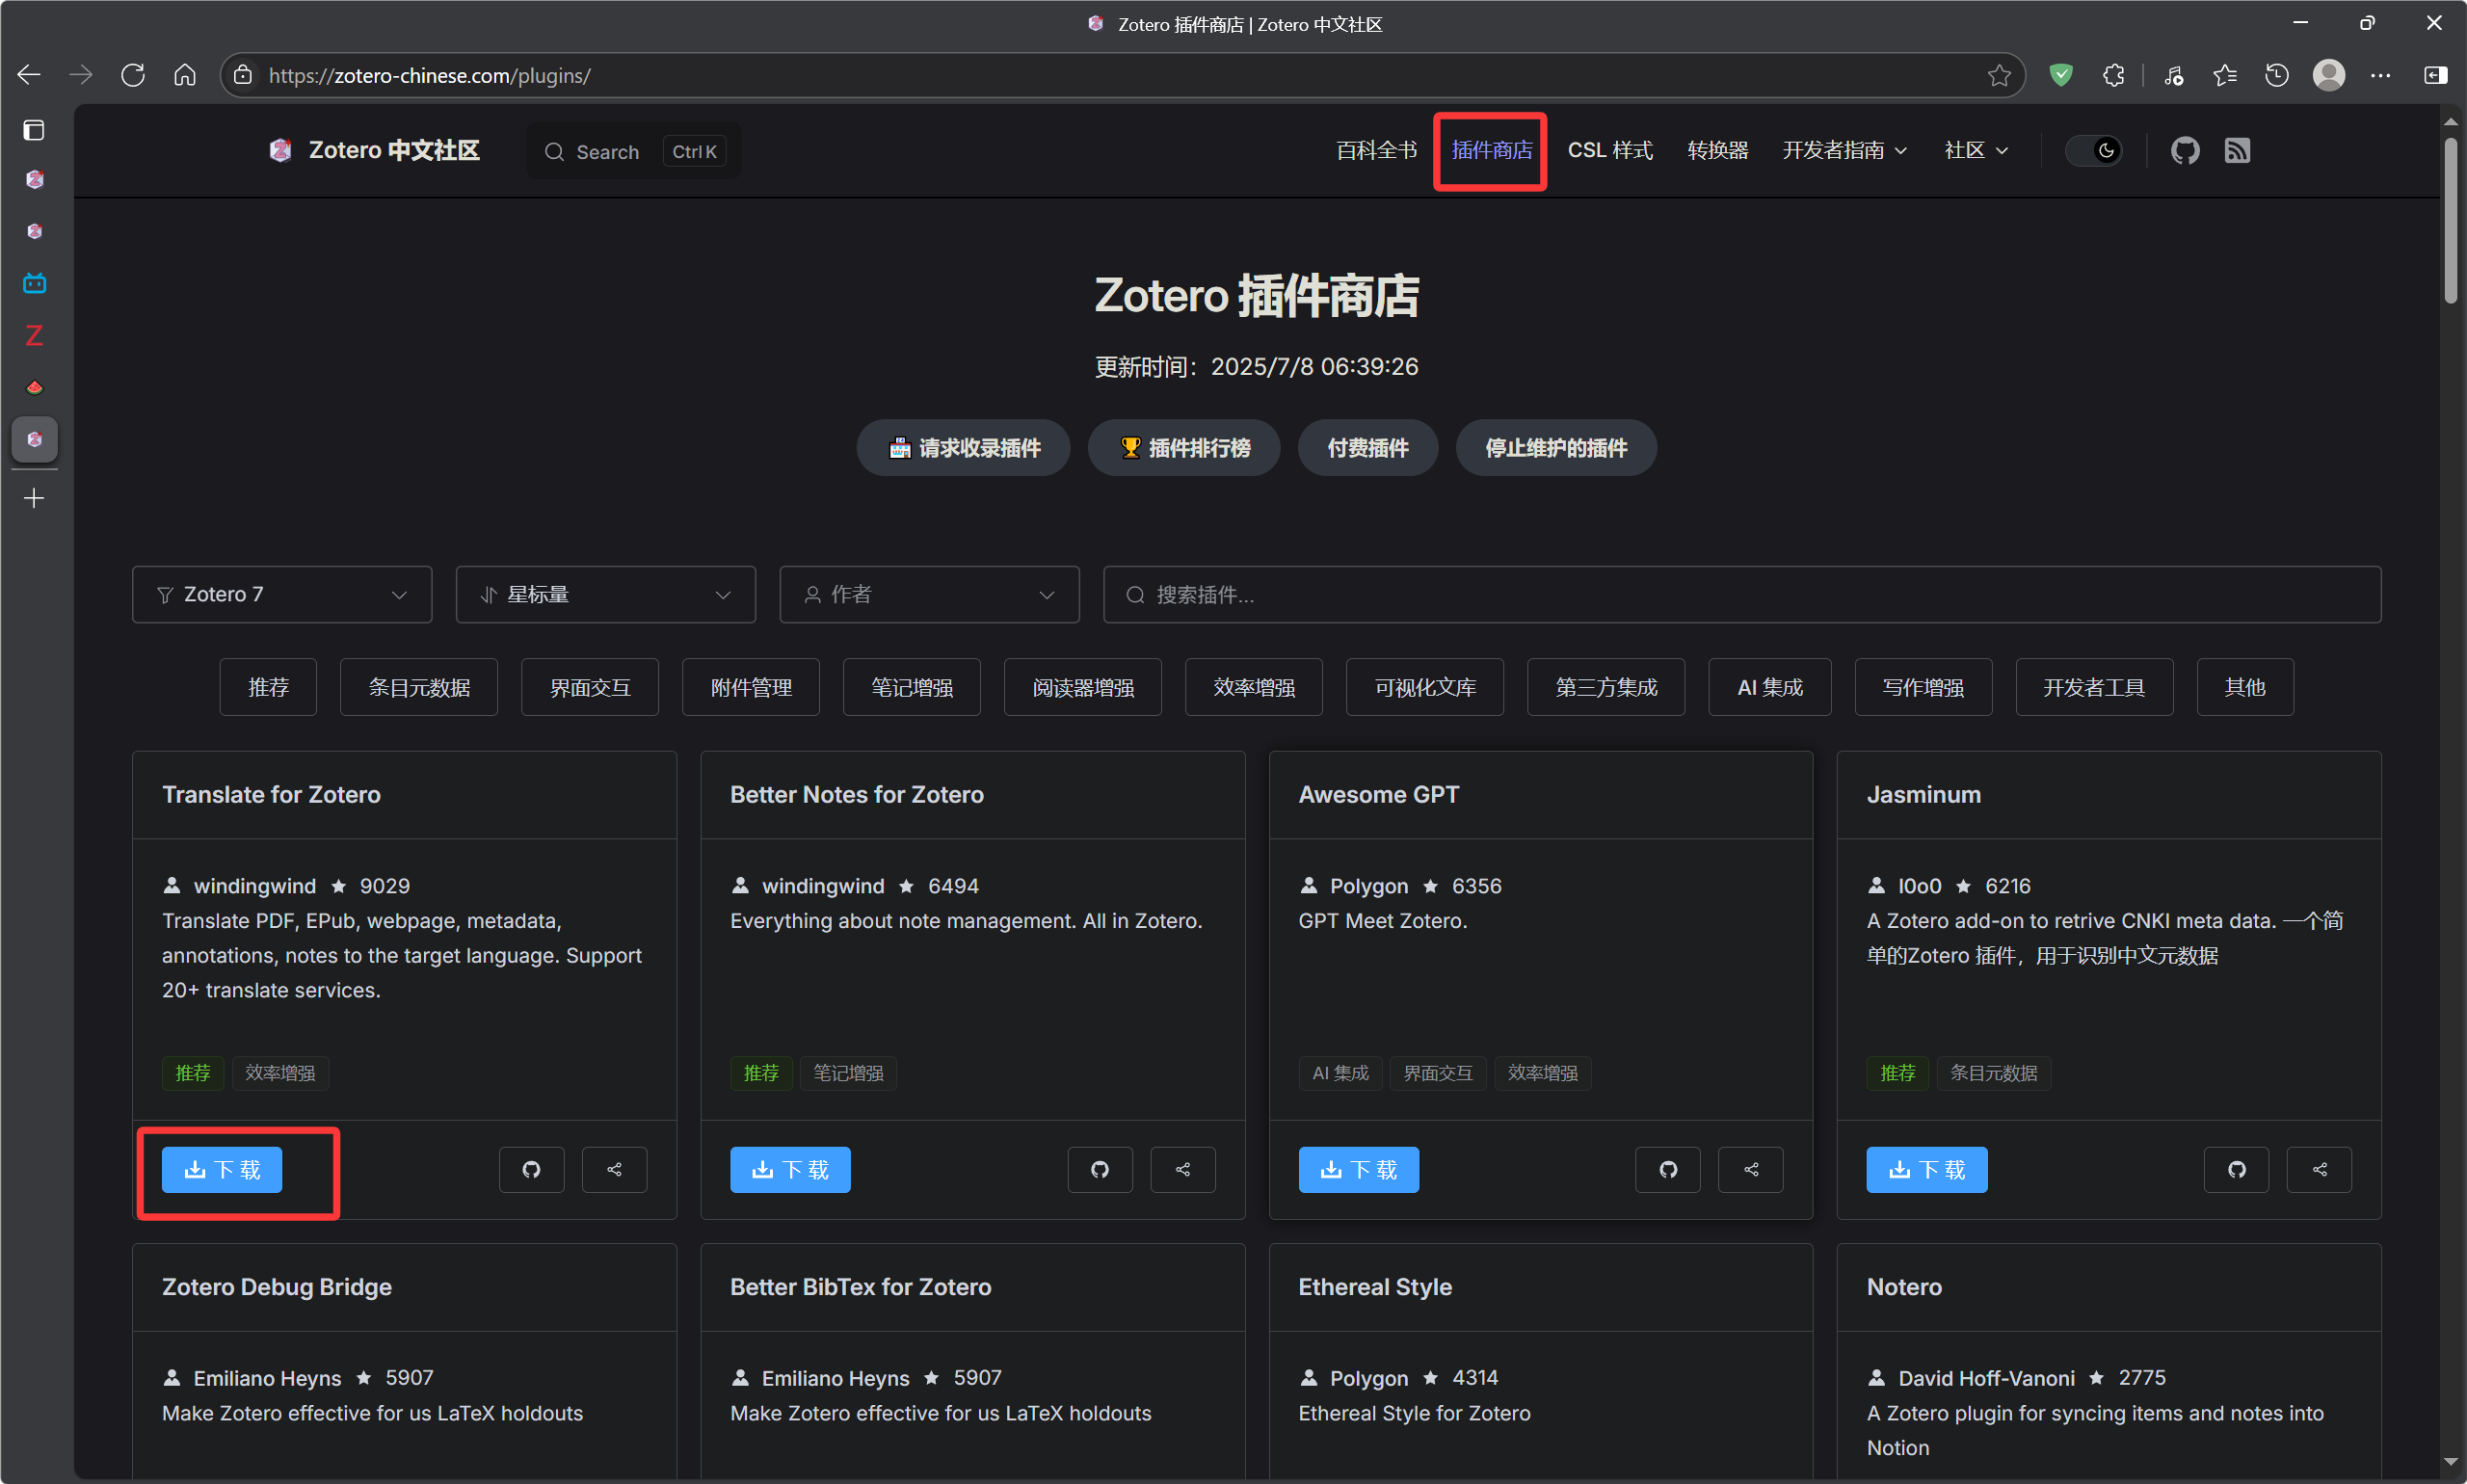 Zotero 插件商店 | Zotero 中文社区
https://zotero-chinese.com/plugins/
Zotero 中文社区
Search
Ctrl K
百科全书
插件商店
CSL 样式
转换器
开发者指南
社区
Zotero 插件商店
更新时间：2025/7/8 06:39:26
请求收录插件
插件排行榜
付费插件
停止维护的插件
Zotero 7
星标量
作者
搜索插件...
推荐
条目元数据
界面交互
附件管理
笔记增强
阅读器增强
效率增强
可视化文库
第三方集成
AI 集成
写作增强
开发者工具
其他
Translate for Zotero
windingwind 9029
Translate PDF, EPub, webpage, metadata,
annotations, notes to the target language. Support
20+ translate services.
推荐
效率增强
下载
Better Notes for Zotero
windingwind 6494
Everything about note management. All in Zotero.
推荐
笔记增强
下载
Awesome GPT
Polygon 6356
GPT Meet Zotero.
AI 集成
界面交互
效率增强
下载
Jasminum
l0o0 6216
A Zotero add-on to retrive CNKI meta data. 一个简
单的Zotero 插件，用于识别中文元数据
推荐
条目元数据
下载
Zotero Debug Bridge
Emiliano Heyns 5907
Make Zotero effective for us LaTeX holdouts
Better BibTex for Zotero
Emiliano Heyns 5907
Make Zotero effective for us LaTeX holdouts
Ethereal Style
Polygon 4314
Ethereal Style for Zotero
Notero
David Hoff-Vanoni 2775
A Zotero plugin for syncing items and notes into
Notion